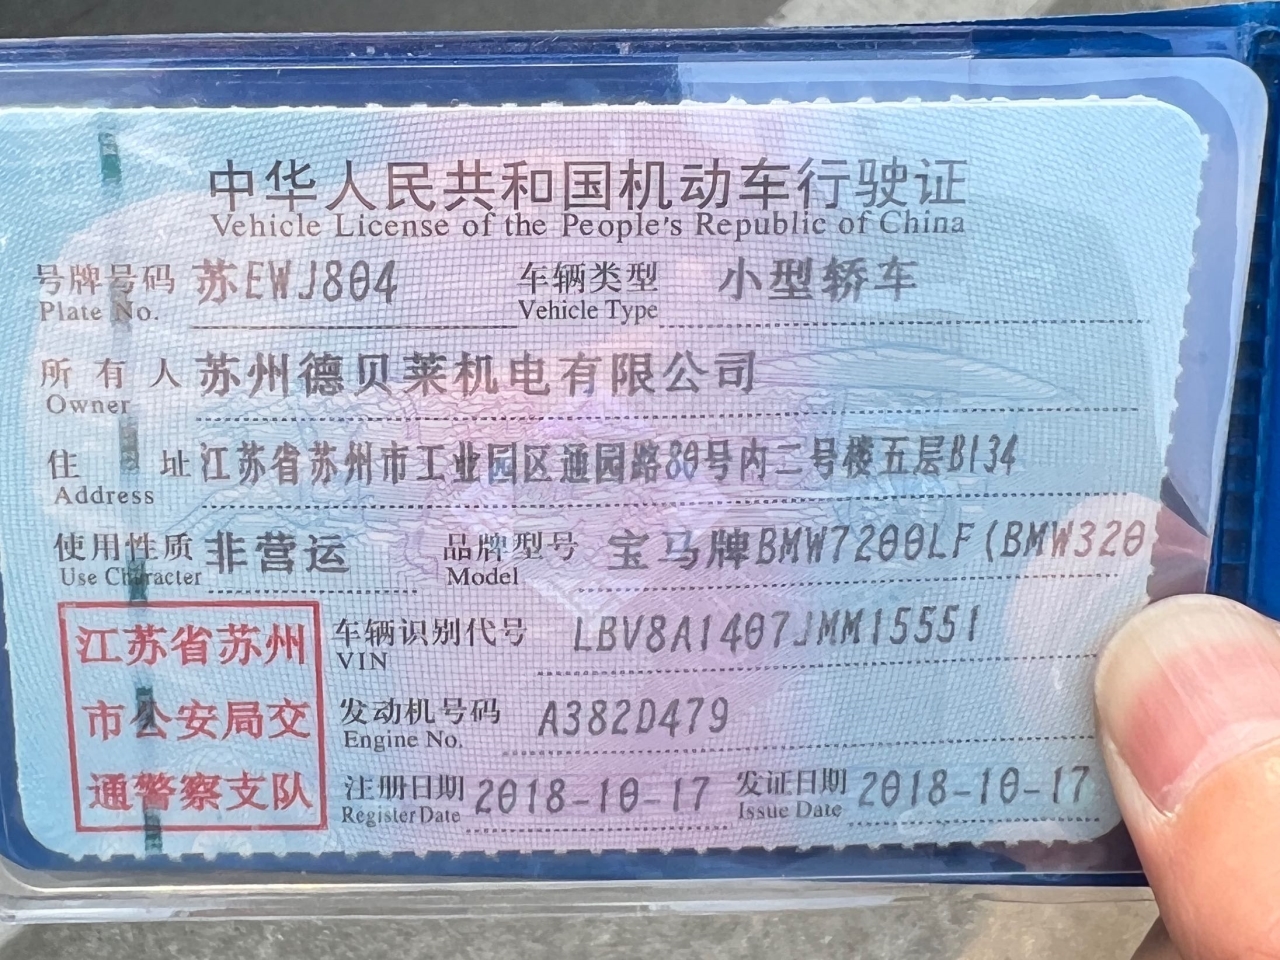 中华人民共和国机动车行驶证
Vehicle License of the People's Republic of China
号牌号码 苏EWJ804 车辆类型 小型轿车
Plate No. Vehicle Type
所有人 苏州德贝莱机电有限公司
Owner
住址 江苏省苏州市工业园区通园路80号内二号楼五层B134
Address
使用性质 非营运 品牌型号 宝马牌BMW7200LF(BMW320
Use Character Model
江苏省苏州
市公安局交
通警察支队
车辆识别代号 LBV8A1407JMM15551
VIN
发动机号码 A382D479
Engine No.
注册日期 2018-10-17 发证日期 2018-10-17
Register Date Issue Date